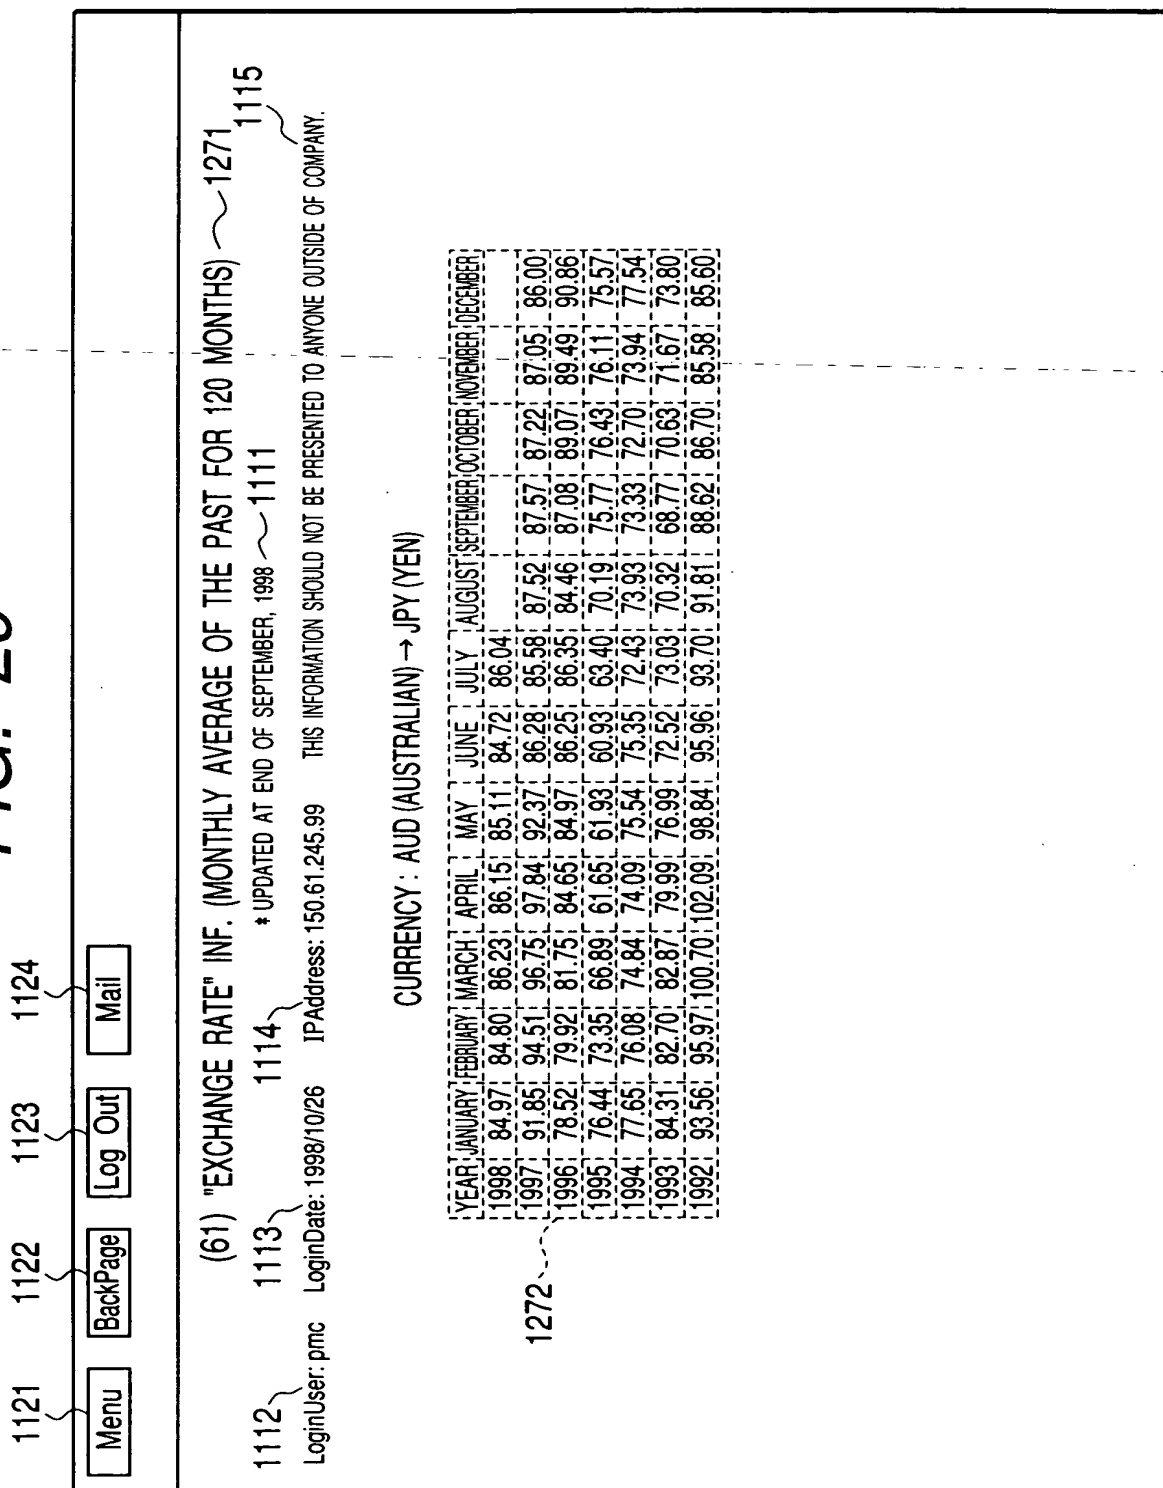 1121 1122 1123 1124
Menu BackPage Log Out Mail
(61) "EXCHANGE RATE" INF. (MONTHLY AVERAGE OF THE PAST FOR 120 MONTHS) 1271
1112 1113 1114 * UPDATED AT END OF SEPTEMBER, 1998 1111 1115
LoginUser: pmc LoginDate: 1998/10/26 IPAddress: 150.61.245.99 THIS INFORMATION SHOULD NOT BE PRESENTED TO ANYONE OUTSIDE OF COMPANY.
CURRENCY : AUD (AUSTRALIAN) → JPY (YEN)
YEAR JANUARY FEBRUARY MARCH APRIL MAY JUNE JULY AUGUST SEPTEMBER OCTOBER NOVEMBER DECEMBER
1998 84.97 84.80 86.23 86.15 85.11 84.72 86.04
1997 91.85 94.51 96.75 97.84 92.37 86.28 85.58 87.52 87.57 87.22 87.05 86.00
1996 78.52 79.92 81.75 84.65 84.97 86.25 86.35 84.46 87.08 89.07 89.49 90.86
1995 76.44 73.35 66.89 61.65 61.93 60.93 63.40 70.19 75.77 76.43 76.11 75.57
1994 77.65 76.08 74.84 74.09 75.54 75.35 72.43 73.93 73.33 72.70 73.94 77.54
1993 84.31 82.70 82.87 79.99 76.99 72.52 73.03 70.32 68.77 70.63 71.67 73.80
1992 93.56 95.97 100.70 102.09 98.84 95.96 93.70 91.81 88.62 86.70 85.58 85.60
1272